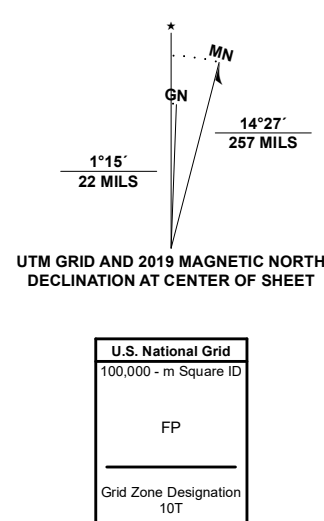 MN
GN
14°27´
257 MILS
1°15´
22 MILS
UTM GRID AND 2019 MAGNETIC NORTH
DECLINATION AT CENTER OF SHEET
U.S. National Grid
100,000 - m Square ID
FP
Grid Zone Designation
10T